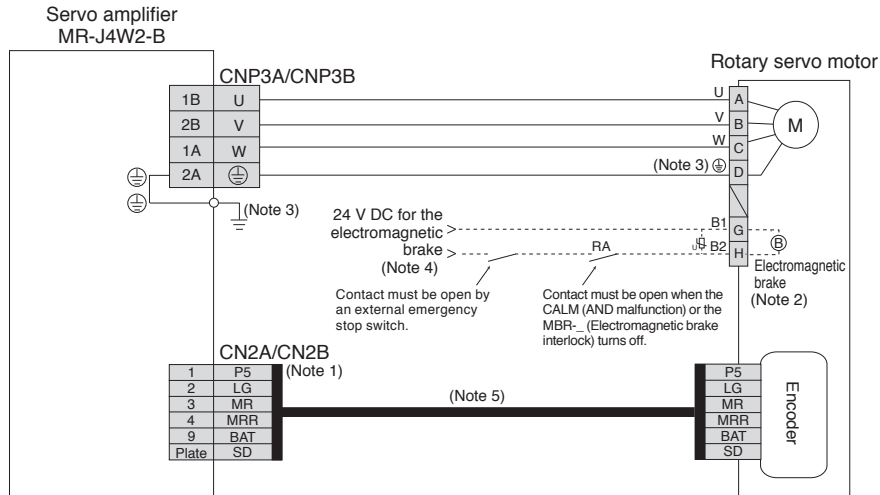 Servo amplifier
MR-J4W2-B
Rotary servo motor
CNP3A/CNP3B
1B U
2B V
1A W
2A
U A
V B
W C
(Note 3) D
M
(Note 3)
24 V DC for the
electromagnetic
brake
(Note 4)
B1 G
RA
U B2 H
B
Electromagnetic
brake
(Note 2)
Contact must be open by
an external emergency
stop switch.
Contact must be open when the
CALM (AND malfunction) or the
MBR-_ (Electromagnetic brake
interlock) turns off.
CN2A/CN2B
(Note 1)
1 P5
2 LG
3 MR
4 MRR
9 BAT
Plate SD
(Note 5)
P5
LG
MR
MRR
BAT
SD
Encoder